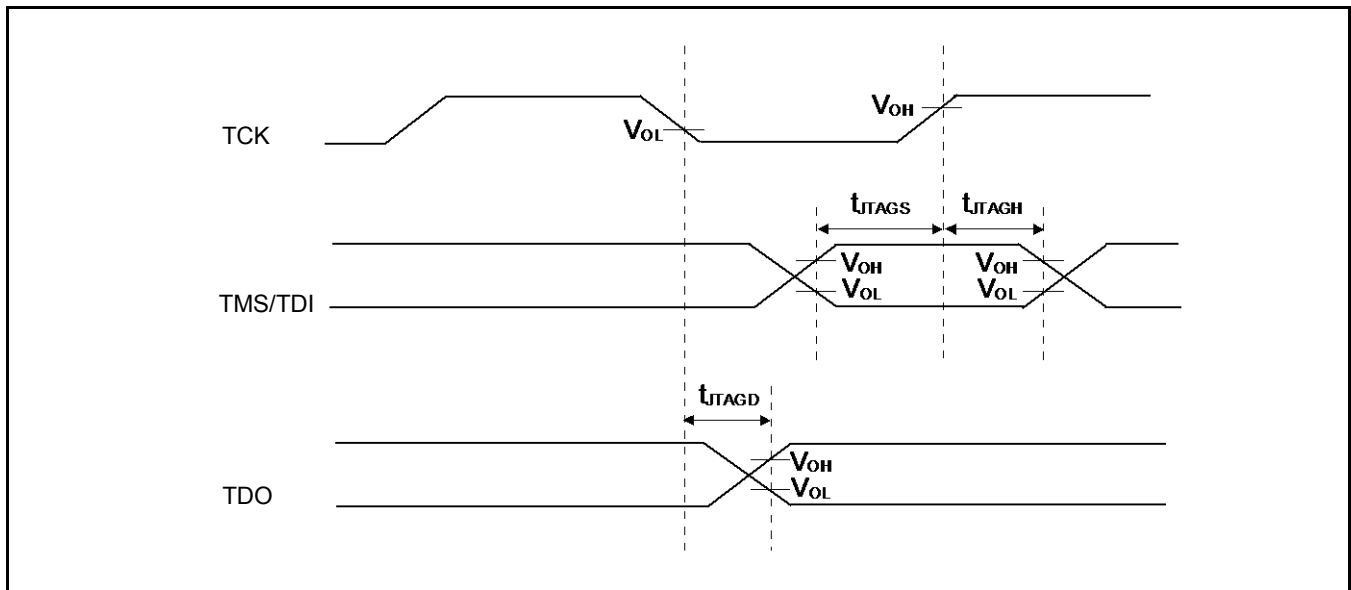 TCK
VOL
VOH
tJTAGS
tJTAGH
TMS/TDI
VOH
VOL
VOH
VOL
tJTAGD
TDO
VOH
VOL